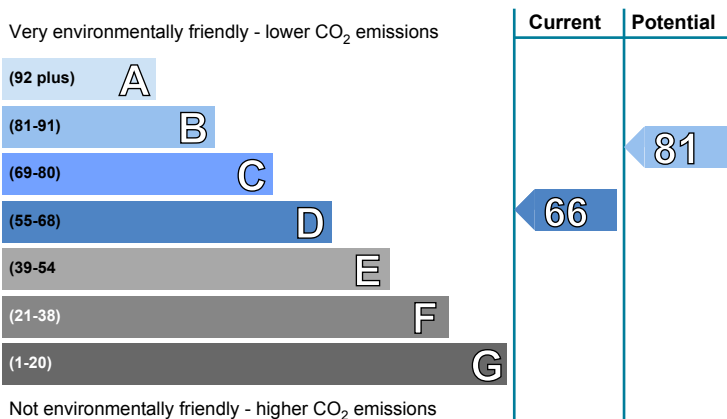 Very environmentally friendly - lower CO2 emissions
Current
Potential
(92 plus) A
(81-91) B
(69-80) C
(55-68) D
(39-54 E
(21-38) F
(1-20) G
81
66
Not environmentally friendly - higher CO2 emissions